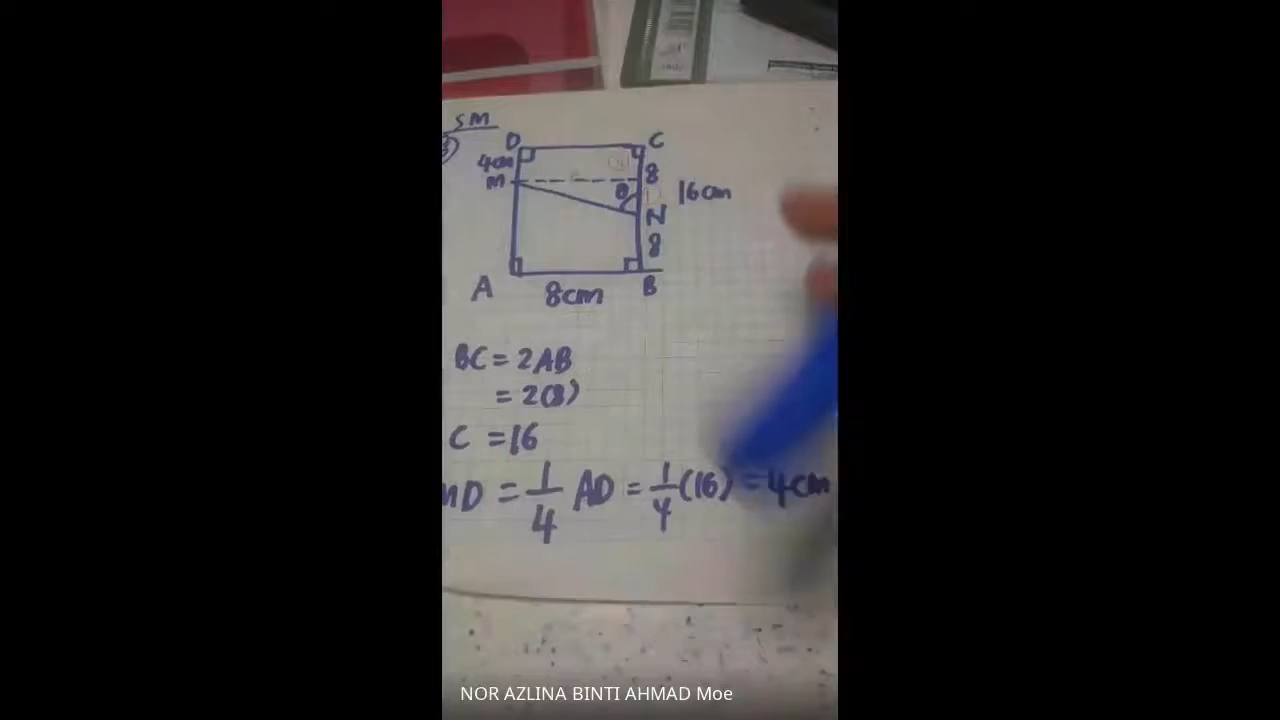 SM
D C
4cm 8
M θ 16cm
N
8
A 8cm B
BC = 2AB
= 2(8)
C = 16
MD = 1/4 AD = 1/4 (16) = 4cm
NOR AZLINA BINTI AHMAD Moe